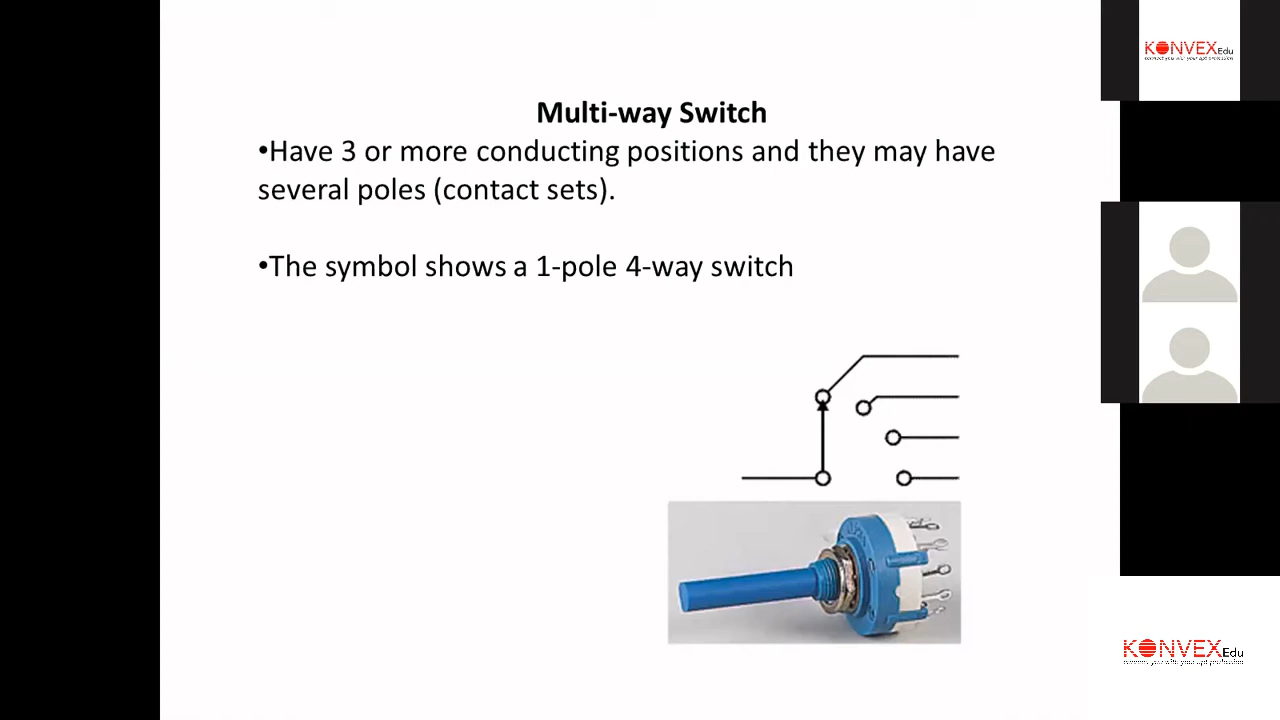 Multi-way Switch
•Have 3 or more conducting positions and they may have
several poles (contact sets).
•The symbol shows a 1-pole 4-way switch
KONVEX Edu
KONVEX Edu